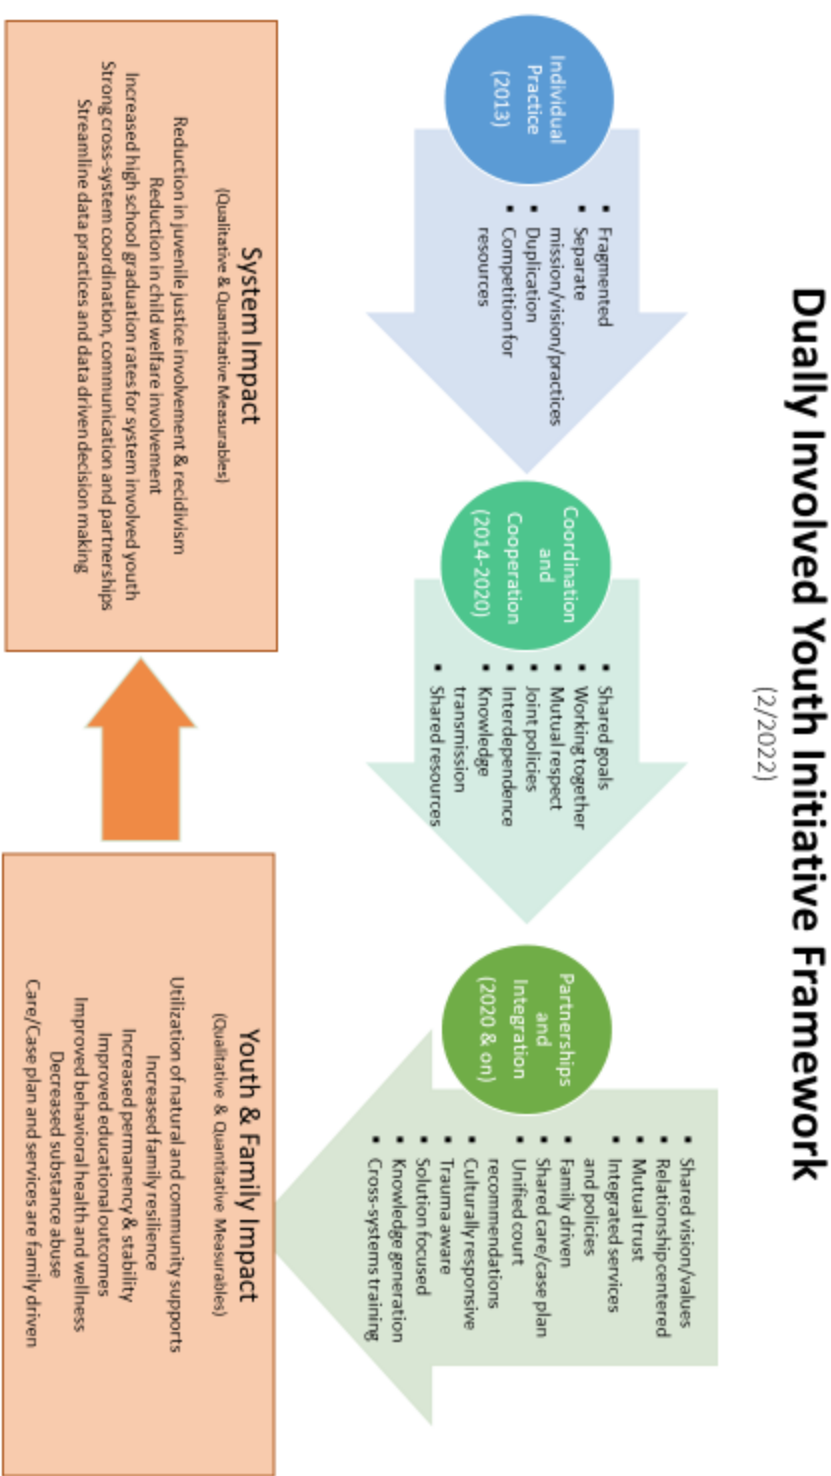 Dually Involved Youth Initiative Framework
(2/2022)
Individual
Practice
(2013)
▪ Fragmented
▪ Separate
mission/vision/practices
▪ Duplication
▪ Competition for
resources
Coordination
and
Cooperation
(2014-2020)
▪ Shared goals
▪ Working together
▪ Mutual respect
▪ Joint policies
▪ Interdependence
▪ Knowledge
transmission
▪ Shared resources
Partnerships
and
Integration
(2020 & on)
▪ Shared vision/values
▪ Relationship centered
▪ Mutual trust
▪ Integrated services
and policies
▪ Family driven
▪ Shared care/case plan
▪ Unified court
recommendations
▪ Culturally responsive
▪ Trauma aware
▪ Solution focused
▪ Knowledge generation
▪ Cross-systems training
System Impact
(Qualitative & Quantitative Measurables)
Reduction in juvenile justice involvement & recidivism
Reduction in child welfare involvement
Increased high school graduation rates for system involved youth
Strong cross-system coordination, communication and partnerships
Streamline data practices and data driven decision making
Youth & Family Impact
(Qualitative & Quantitative Measurables)
Utilization of natural and community supports
Increased family resilience
Increased permanency & stability
Improved educational outcomes
Improved behavioral health and wellness
Decreased substance abuse
Care/Case plan and services are family driven